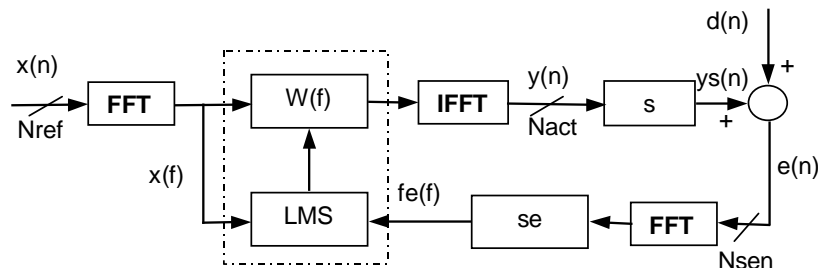 d(n)
x(n)
y(n)
ys(n)
+
FFT
W(f)
IFFT
s
Nref
Nact
+
x(f)
fe(f)
e(n)
LMS
se
FFT
Nsen